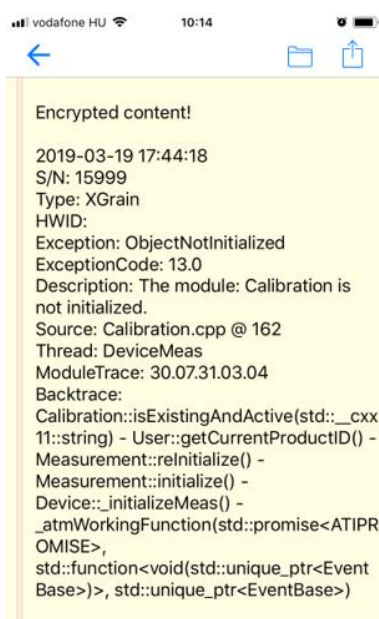 vodafone HU 10:14
Encrypted content!
2019-03-19 17:44:18
S/N: 15999
Type: XGrain
HWID:
Exception: ObjectNotInitialized
ExceptionCode: 13.0
Description: The module: Calibration is
not initialized.
Source: Calibration.cpp @ 162
Thread: DeviceMeas
ModuleTrace: 30.07.31.03.04
Backtrace:
Calibration::isExistingAndActive(std::__cxx
11::string) - User::getCurrentProductID() -
Measurement::reInitialize() -
Measurement::initialize() -
Device::_initializeMeas() -
_atmWorkingFunction(std::promise<ATIPR
OMISE>,
std::function<void(std::unique_ptr<Event
Base>)>, std::unique_ptr<EventBase>)